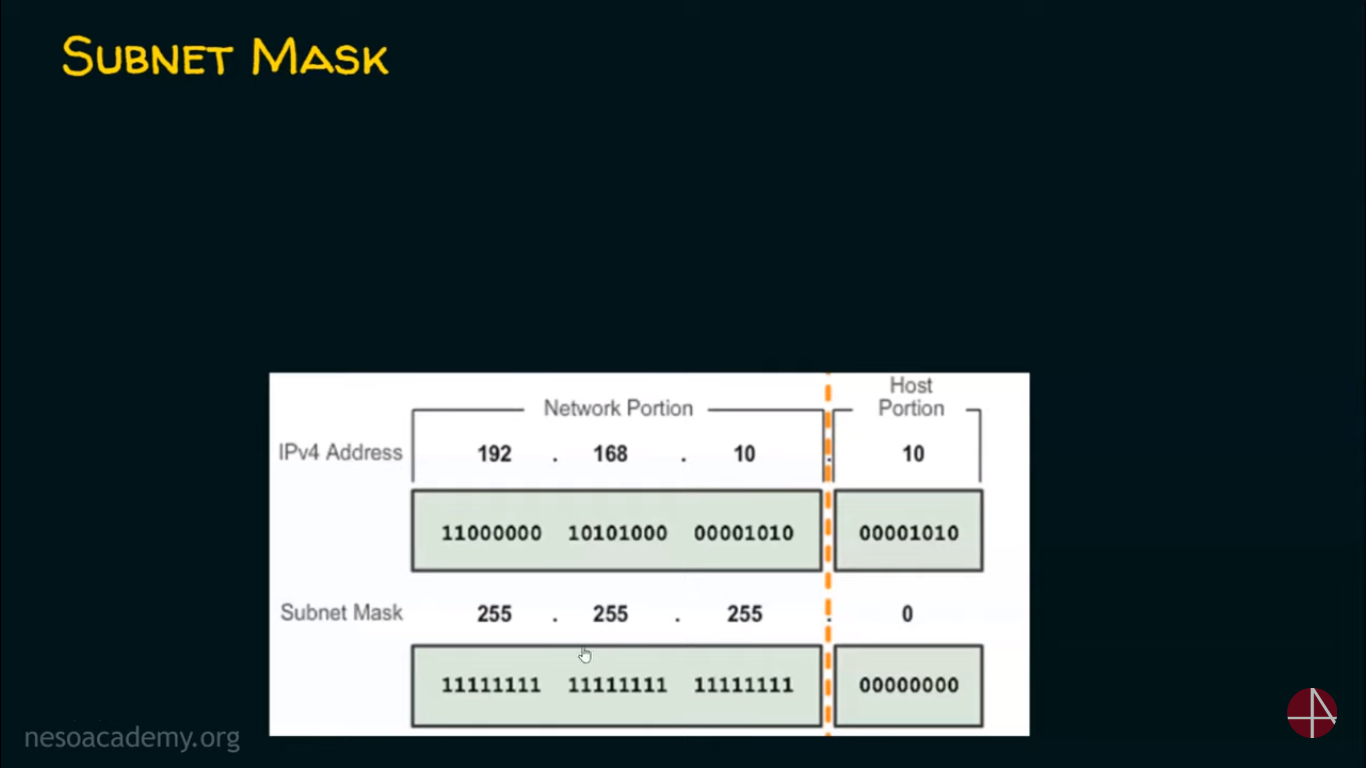 SUBNET MASK
Network Portion Host Portion
IPv4 Address 192 . 168 . 10 . 10
11000000 10101000 00001010 00001010
Subnet Mask 255 . 255 . 255 . 0
11111111 11111111 11111111 00000000
nesoacademy.org